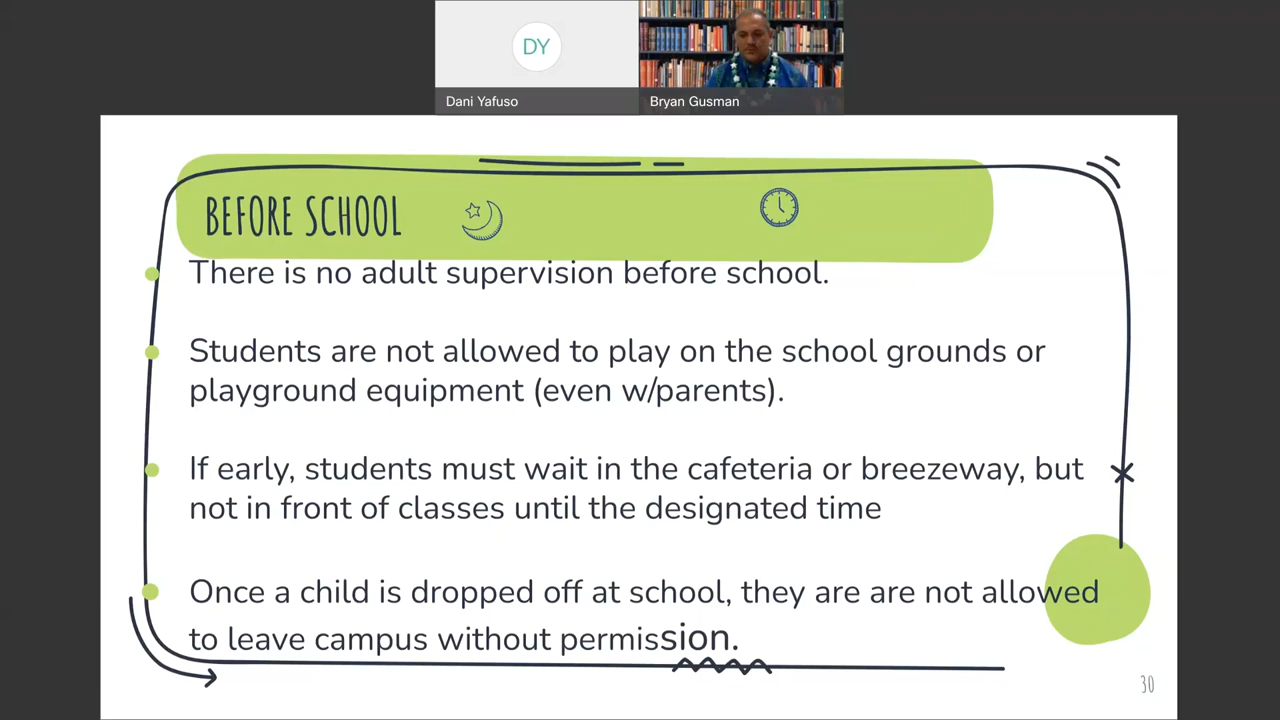 DY
Dani Yafuso
Bryan Gusman
BEFORE SCHOOL
There is no adult supervision before school.
Students are not allowed to play on the school grounds or
playground equipment (even w/parents).
If early, students must wait in the cafeteria or breezeway, but
not in front of classes until the designated time
Once a child is dropped off at school, they are are not allowed
to leave campus without permission.
30